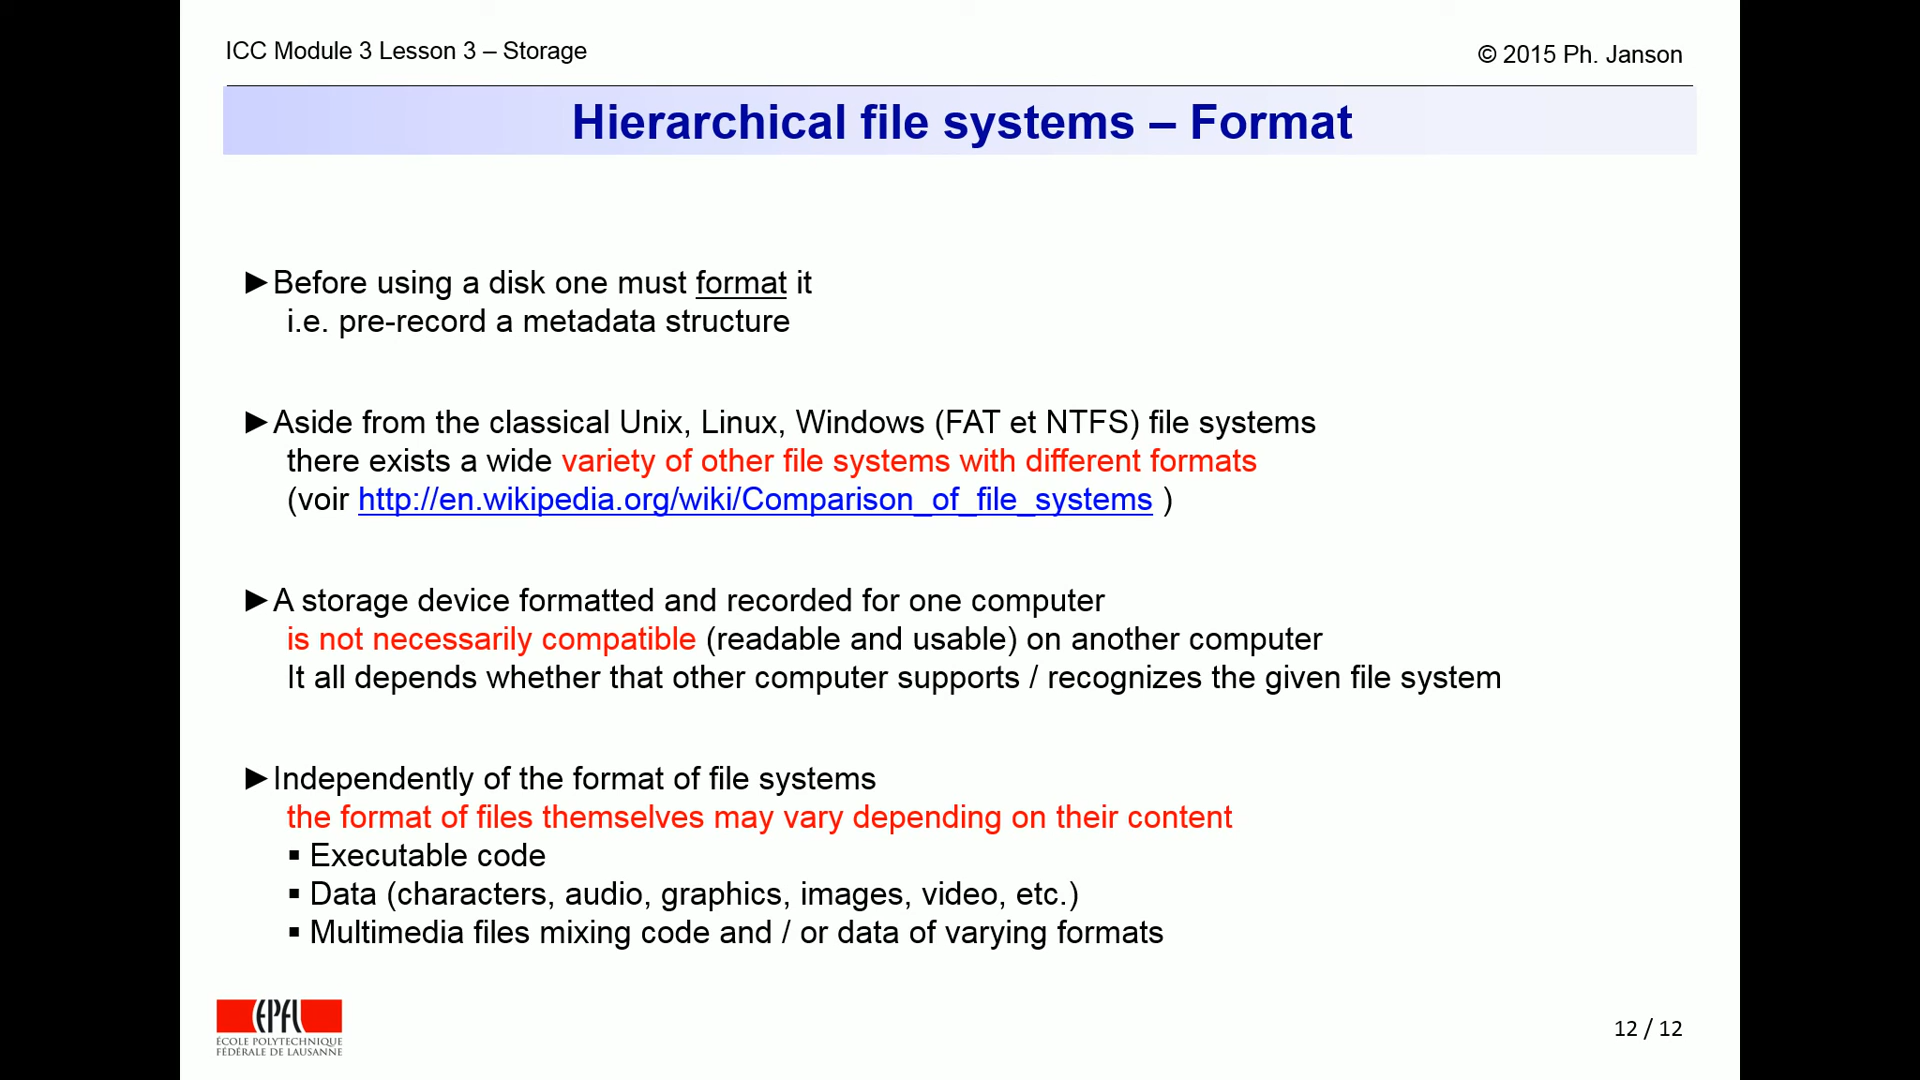 ICC Module 3 Lesson 3 – Storage
© 2015 Ph. Janson
Hierarchical file systems – Format
►Before using a disk one must format it
i.e. pre-record a metadata structure
►Aside from the classical Unix, Linux, Windows (FAT et NTFS) file systems
there exists a wide variety of other file systems with different formats
(voir http://en.wikipedia.org/wiki/Comparison_of_file_systems )
►A storage device formatted and recorded for one computer
is not necessarily compatible (readable and usable) on another computer
It all depends whether that other computer supports / recognizes the given file system
►Independently of the format of file systems
the format of files themselves may vary depending on their content
▪ Executable code
▪ Data (characters, audio, graphics, images, video, etc.)
▪ Multimedia files mixing code and / or data of varying formats
EPFL
ÉCOLE POLYTECHNIQUE
FÉDÉRALE DE LAUSANNE
12 / 12